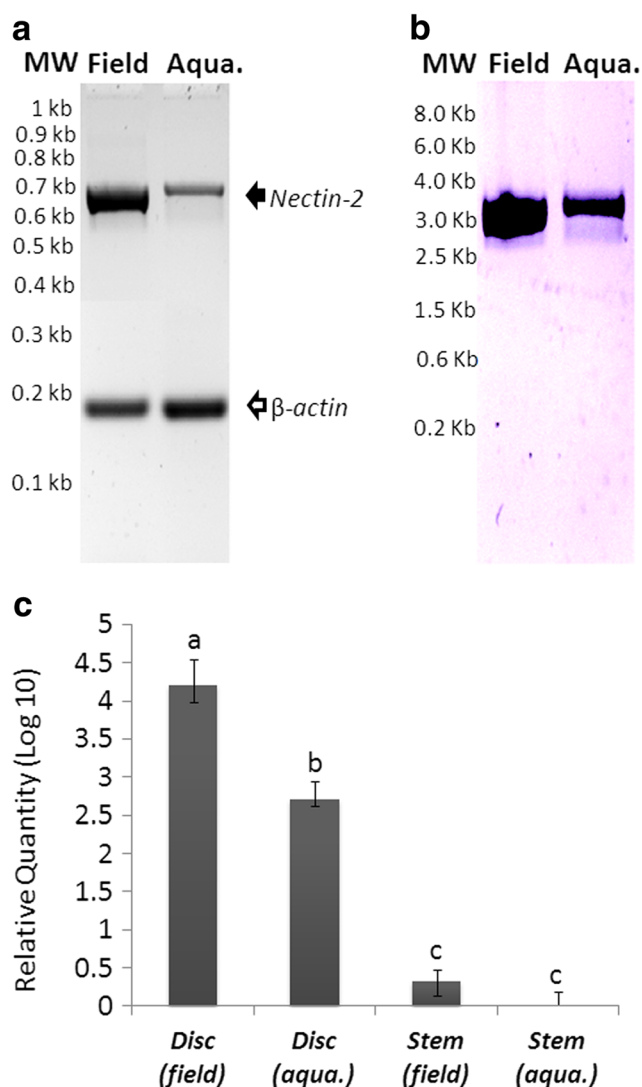 a
MW Field Aqua.
1 kb
0.9 kb
0.8 kb
0.7 kb
Nectin-2
0.6 kb
0.5 kb
0.4 kb
0.3 kb
0.2 kb
β-actin
0.1 kb
b
MW Field Aqua.
8.0 Kb
6.0 Kb
4.0 Kb
3.0 Kb
2.5 Kb
1.5 Kb
0.6 Kb
0.2 Kb
c
Relative Quantity (Log 10)
5
4.5
4
3.5
3
2.5
2
1.5
1
0.5
0
a
b
c
c
Disc (field)
Disc (aqua.)
Stem (field)
Stem (aqua.)